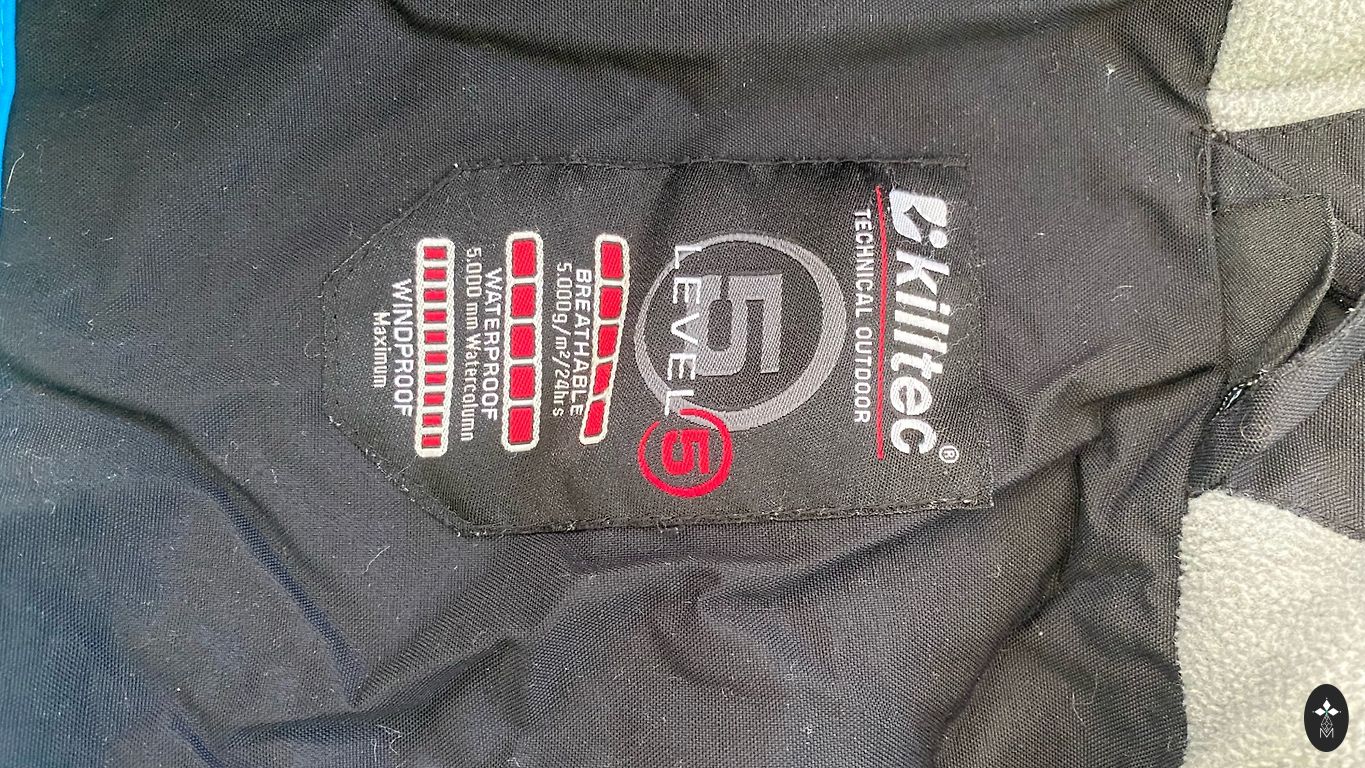 killtec®
TECHNICAL OUTDOOR
5
LEVEL 5
BREATHABLE
5.000g/m²/24hrs
WATERPROOF
5.000 mm Watercolumn
WINDPROOF
Maximum
M